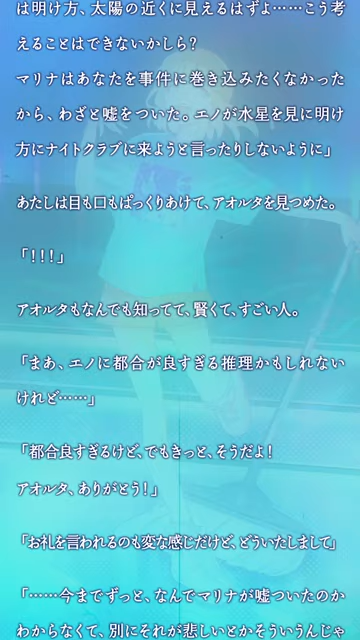 は明け方、太陽の近くに見えるはずよ……こう考
えることはできないかしら？
マリナはあなたを事件に巻き込みたくなかった
から、わざと嘘をついた。エノが水星を見に明け
方にナイトクラブに来ようと言ったりしないように」
あたしは目も口もぱっくりあけて、アオルタを見つめた。
「！！！」
アオルタもなんでも知ってて、賢くて、すごい人。
「まあ、エノに都合が良すぎる推理かもしれない
けれど……」
「都合良すぎるけど、でもきっと、そうだよ！
アオルタ、ありがとう！」
「お礼を言われるのも変な感じだけど、どういたしまして」
「……今までずっと、なんでマリナが嘘ついたのか
わからなくて、別にそれが悲しいとかそういうんじゃ